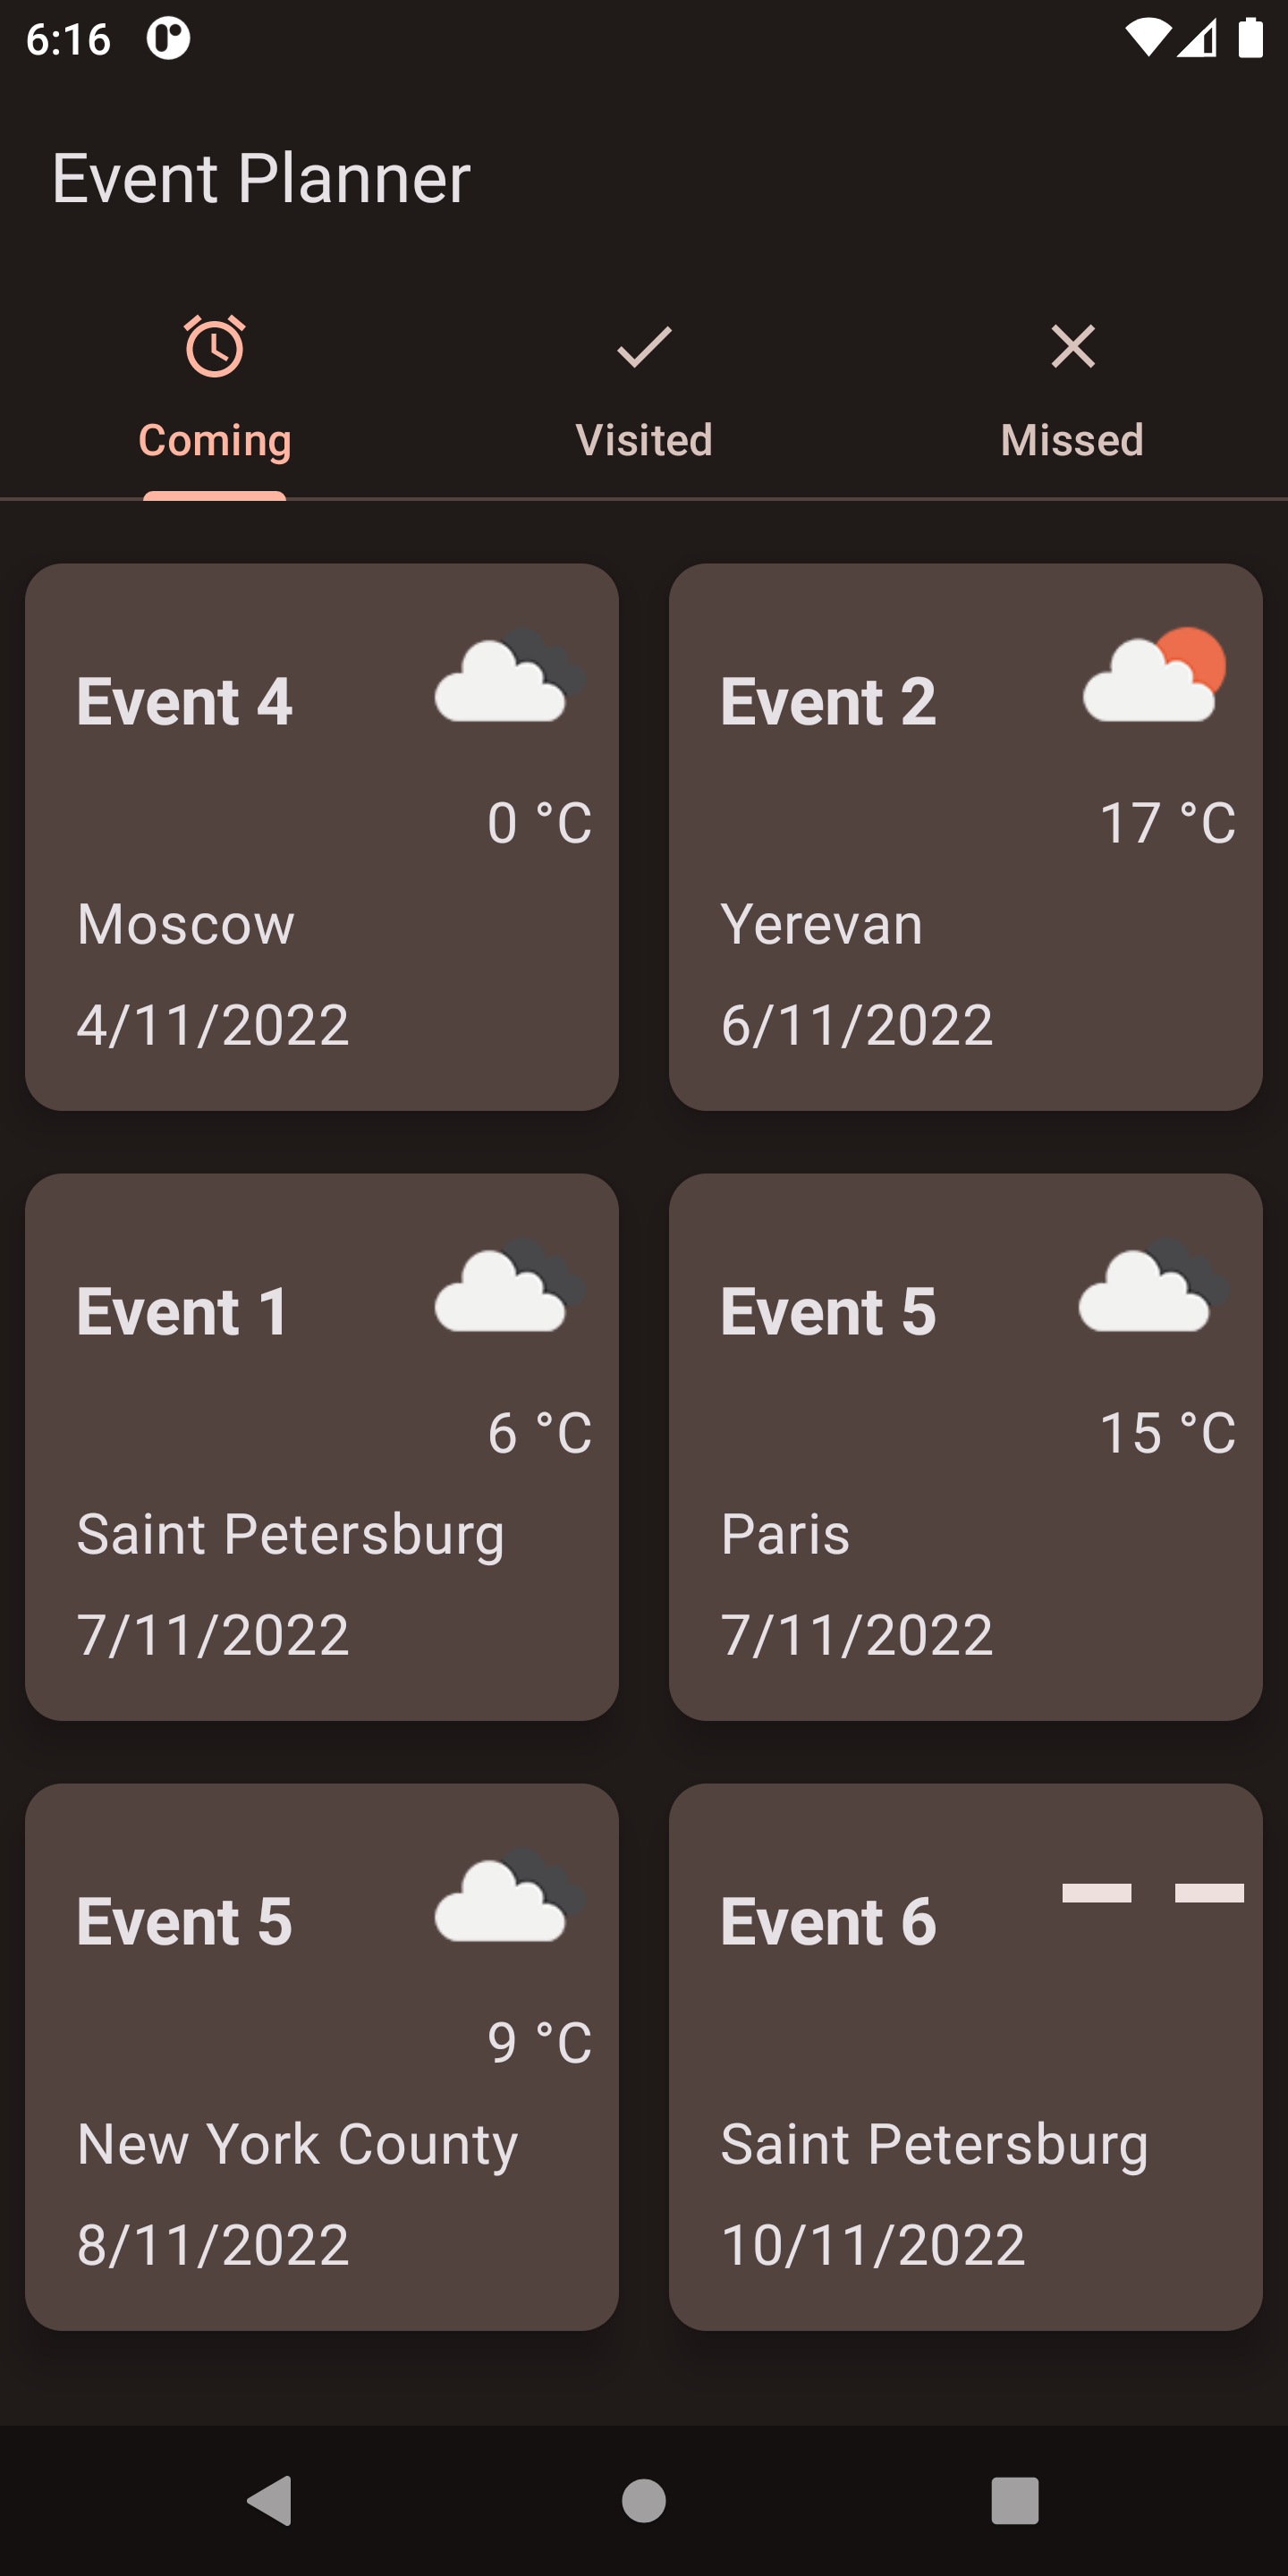 6:16
Event Planner
Coming
Visited
Missed
Event 4
0 °C
Moscow
4/11/2022
Event 2
17 °C
Yerevan
6/11/2022
Event 1
6 °C
Saint Petersburg
7/11/2022
Event 5
15 °C
Paris
7/11/2022
Event 5
9 °C
New York County
8/11/2022
Event 6
Saint Petersburg
10/11/2022